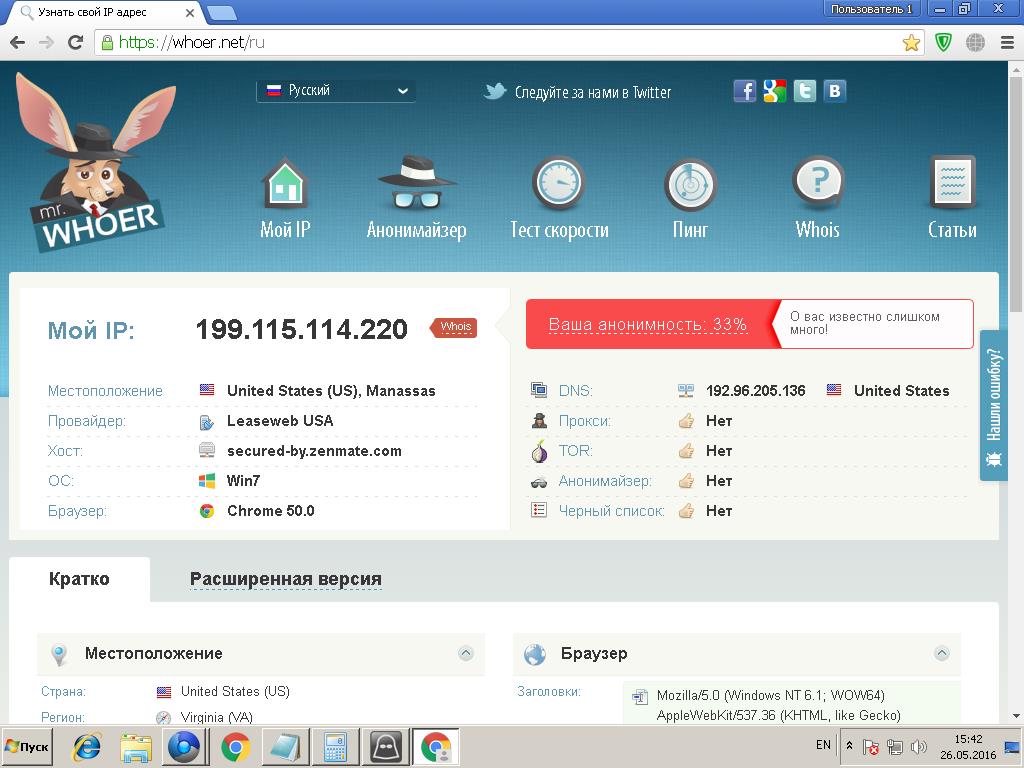 Узнать свой IP адрес
Пользователь 1
https://whoer.net/ru
Русский
Следуйте за нами в Twitter
mr.
WHOER
Мой IP
Анонимайзер
Тест скорости
Пинг
Whois
Статьи
Мой IP:
199.115.114.220
Whois
Ваша анонимность: 33%
О вас известно слишком
много!
Местоположение
United States (US), Manassas
Провайдер:
Leaseweb USA
Хост:
secured-by.zenmate.com
ОС:
Win7
Браузер:
Chrome 50.0
DNS:
192.96.205.136
United States
Прокси:
Нет
TOR:
Нет
Анонимайзер:
Нет
Черный список:
Нет
Нашли ошибку?
Кратко
Расширенная версия
Местоположение
Страна:
United States (US)
Регион:
Virginia (VA)
Браузер
Заголовки:
Mozilla/5.0 (Windows NT 6.1; WOW64)
AppleWebKit/537.36 (KHTML, like Gecko)
Пуск
EN
15:42
26.05.2016